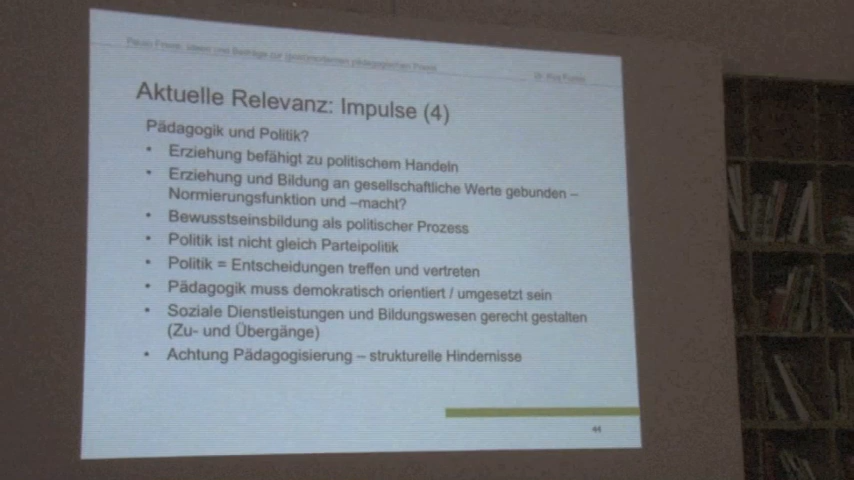 Aktuelle Relevanz: Impulse (4)
Pädagogik und Politik?
• Erziehung befähigt zu politischem Handeln
• Erziehung und Bildung an gesellschaftliche Werte gebunden –
Normierungsfunktion und –macht?
• Bewusstseinsbildung als politischer Prozess
• Politik ist nicht gleich Parteipolitik
• Politik = Entscheidungen treffen und vertreten
• Pädagogik muss demokratisch orientiert / umgesetzt sein
• Soziale Dienstleistungen und Bildungswesen gerecht gestalten
(Zu- und Übergänge)
• Achtung Pädagogisierung – strukturelle Hindernisse
44